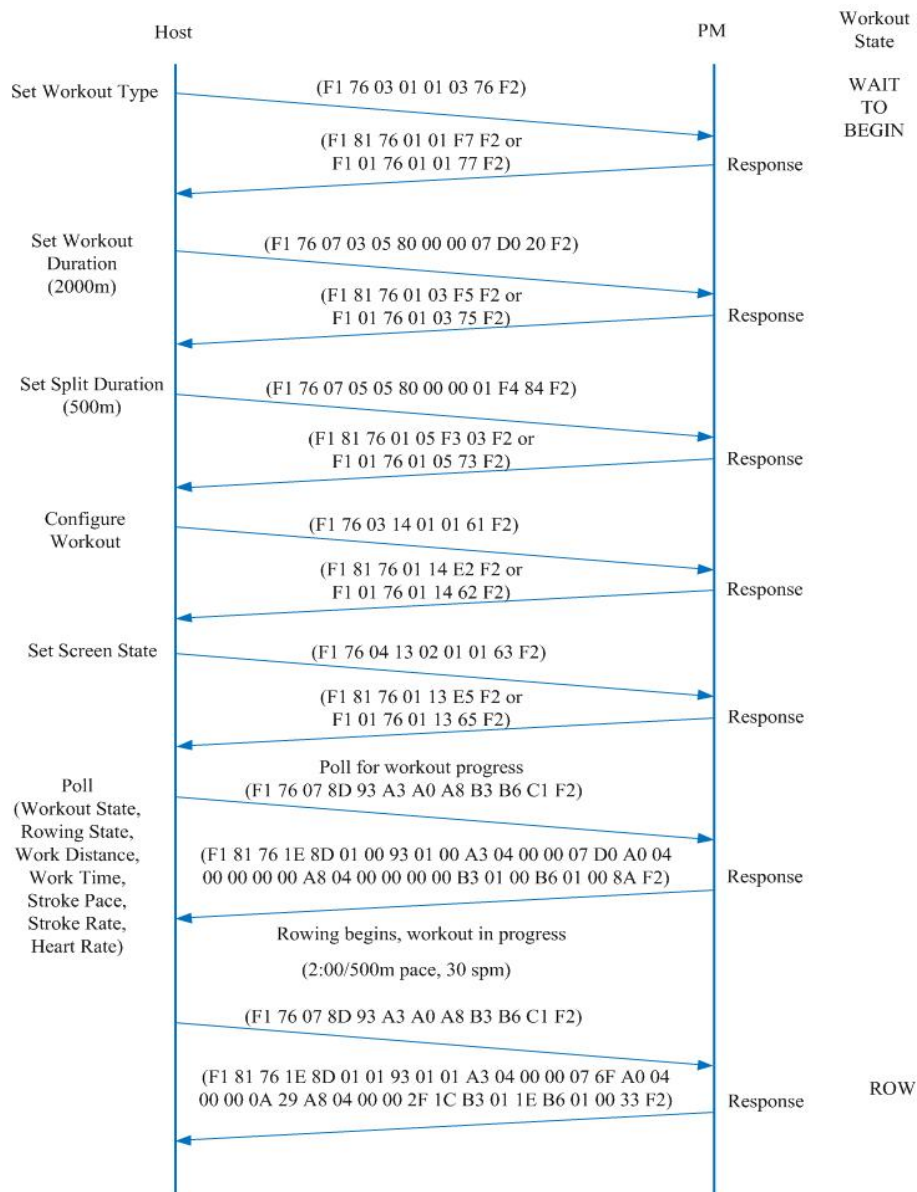 Host
PM
Workout
State
Set Workout Type
(F1 76 03 01 01 03 76 F2)
WAIT
TO
BEGIN
(F1 81 76 01 01 F7 F2 or
F1 01 76 01 01 77 F2)
Response
Set Workout
Duration
(2000m)
(F1 76 07 03 05 80 00 00 07 D0 20 F2)
(F1 81 76 01 03 F5 F2 or
F1 01 76 01 03 75 F2)
Response
Set Split Duration
(500m)
(F1 76 07 05 05 80 00 00 01 F4 84 F2)
(F1 81 76 01 05 F3 03 F2 or
F1 01 76 01 05 73 F2)
Response
Configure
Workout
(F1 76 03 14 01 01 61 F2)
(F1 81 76 01 14 E2 F2 or
F1 01 76 01 14 62 F2)
Response
Set Screen State
(F1 76 04 13 02 01 01 63 F2)
(F1 81 76 01 13 E5 F2 or
F1 01 76 01 13 65 F2)
Response
Poll
(Workout State,
Rowing State,
Work Distance,
Work Time,
Stroke Pace,
Stroke Rate,
Heart Rate)
Poll for workout progress
(F1 76 07 8D 93 A3 A0 A8 B3 B6 C1 F2)
(F1 81 76 1E 8D 01 00 93 01 00 A3 04 00 00 07 D0 A0 04
00 00 00 00 A8 04 00 00 00 00 B3 01 00 B6 01 00 8A F2)
Response
Rowing begins, workout in progress
(2:00/500m pace, 30 spm)
(F1 76 07 8D 93 A3 A0 A8 B3 B6 C1 F2)
(F1 81 76 1E 8D 01 01 93 01 01 A3 04 00 00 07 6F A0 04
00 00 0A 29 A8 04 00 00 2F 1C B3 01 1E B6 01 00 33 F2)
Response
ROW